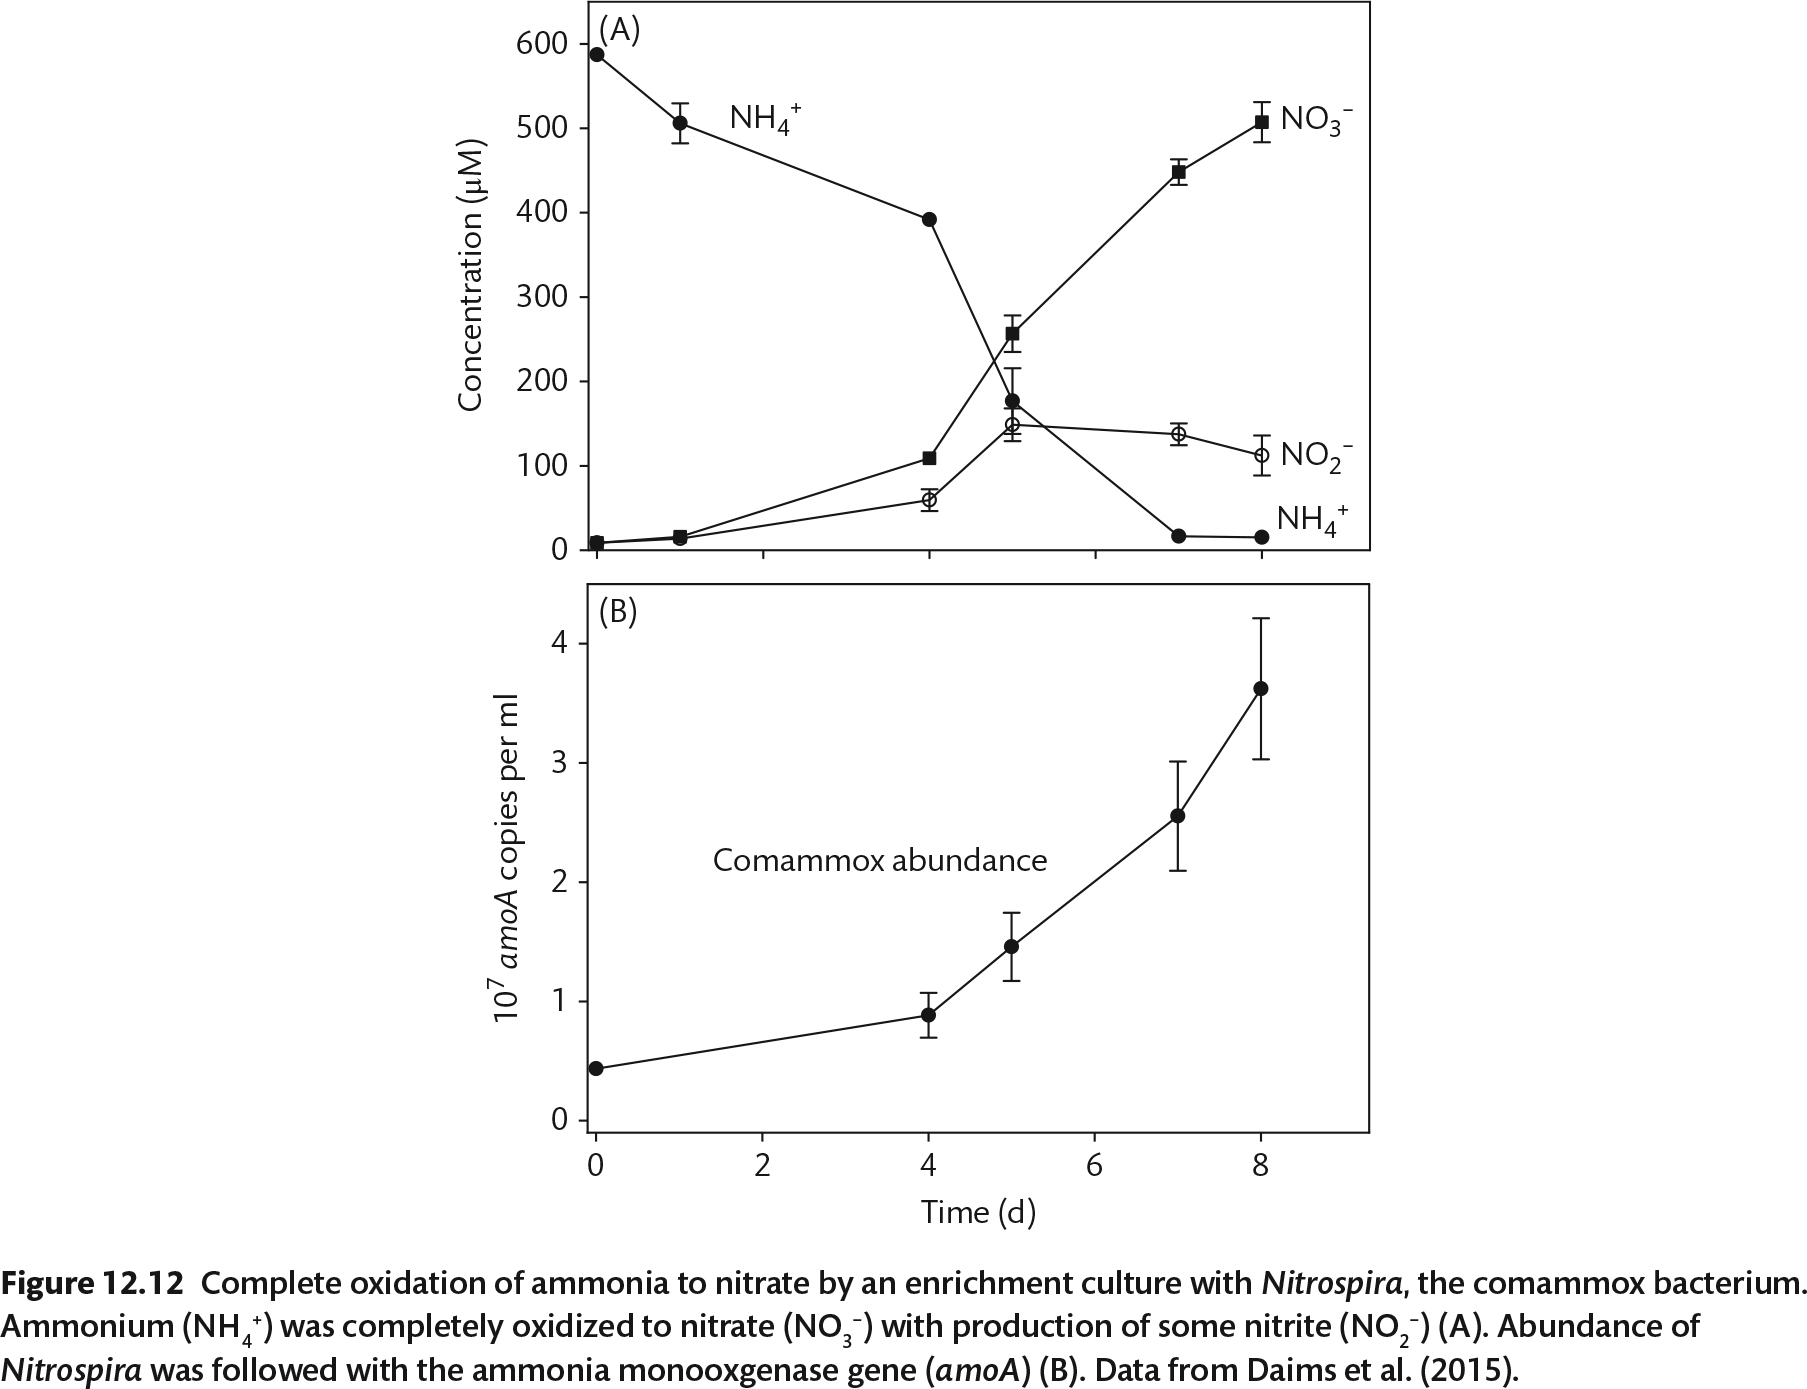 (A)
600
500
400
300
200
100
0
Concentration (μM)
NH₄⁺
NO₃⁻
NO₂⁻
NH₄⁺
(B)
4
3
2
1
0
10⁷ amoA copies per ml
Comammox abundance
0 2 4 6 8
Time (d)
Figure 12.12 Complete oxidation of ammonia to nitrate by an enrichment culture with Nitrospira, the comammox bacterium.
Ammonium (NH₄⁺) was completely oxidized to nitrate (NO₃⁻) with production of some nitrite (NO₂⁻) (A). Abundance of
Nitrospira was followed with the ammonia monooxgenase gene (amoA) (B). Data from Daims et al. (2015).